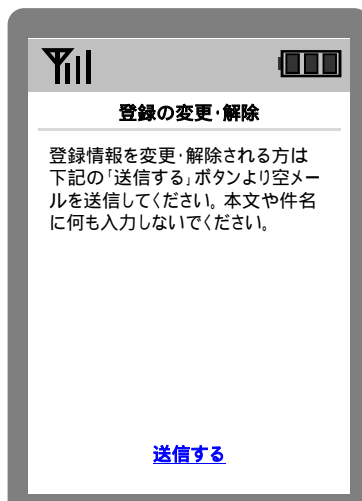 登録の変更・解除
登録情報を変更・解除される方は
下記の「送信する」ボタンより空メー
ルを送信してください。本文や件名
に何も入力しないでください。
送信する